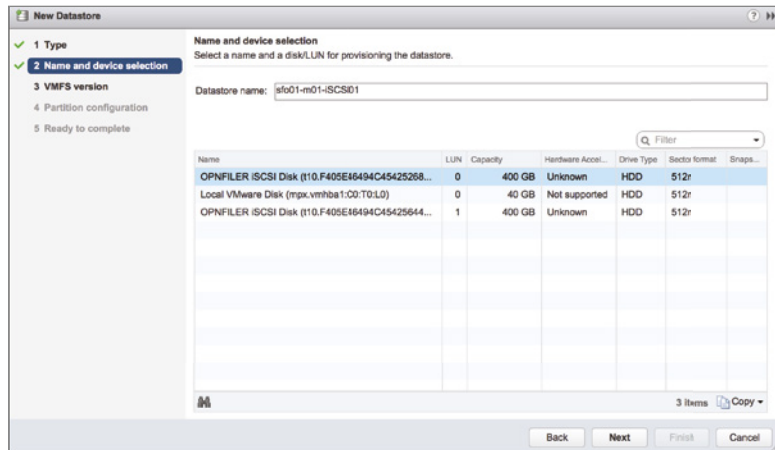 New Datastore
1 Type
2 Name and device selection
3 VMFS version
4 Partition configuration
5 Ready to complete
Name and device selection
Select a name and a disk/LUN for provisioning the datastore.
Datastore name: sfo01-m01-iSCSI01
Filter
Name LUN Capacity Hardware Accel... Drive Type Sector format Snaps...
OPNFILER iSCSI Disk (t10.F405E46494C45425268... 0 400 GB Unknown HDD 512n
Local VMware Disk (mpx.vmhba1:C0:T0:L0) 0 40 GB Not supported HDD 512n
OPNFILER iSCSI Disk (t10.F405E46494C45425644... 1 400 GB Unknown HDD 512n
3 items Copy
Back Next Finish Cancel